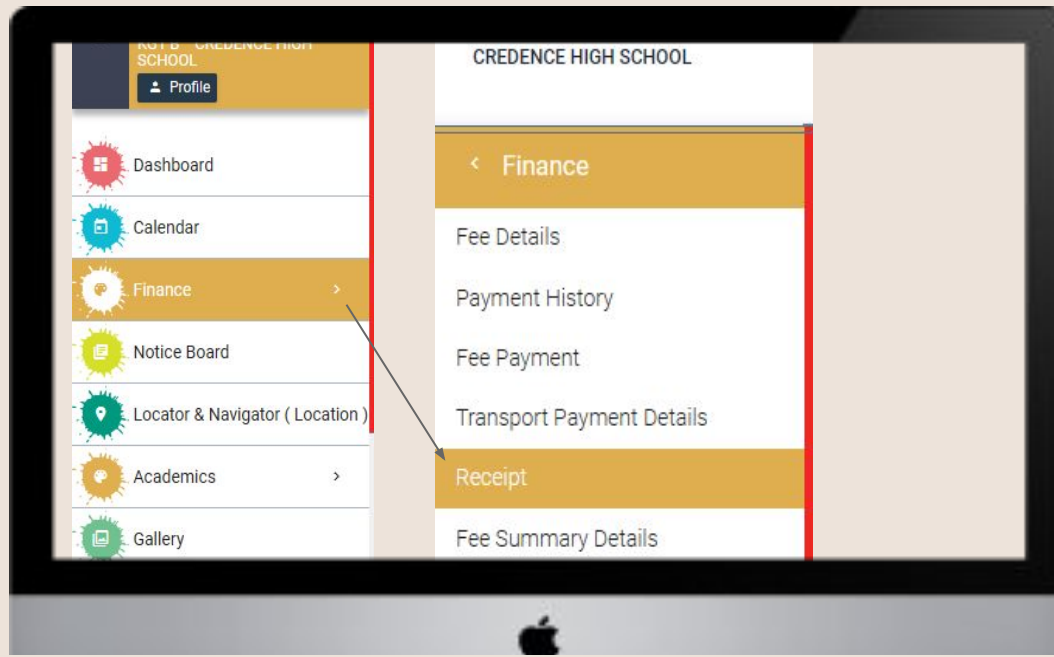 SCHOOL
Profile
Dashboard
Calendar
Finance
Notice Board
Locator & Navigator ( Location )
Academics
Gallery
CREDENCE HIGH SCHOOL
Finance
Fee Details
Payment History
Fee Payment
Transport Payment Details
Receipt
Fee Summary Details